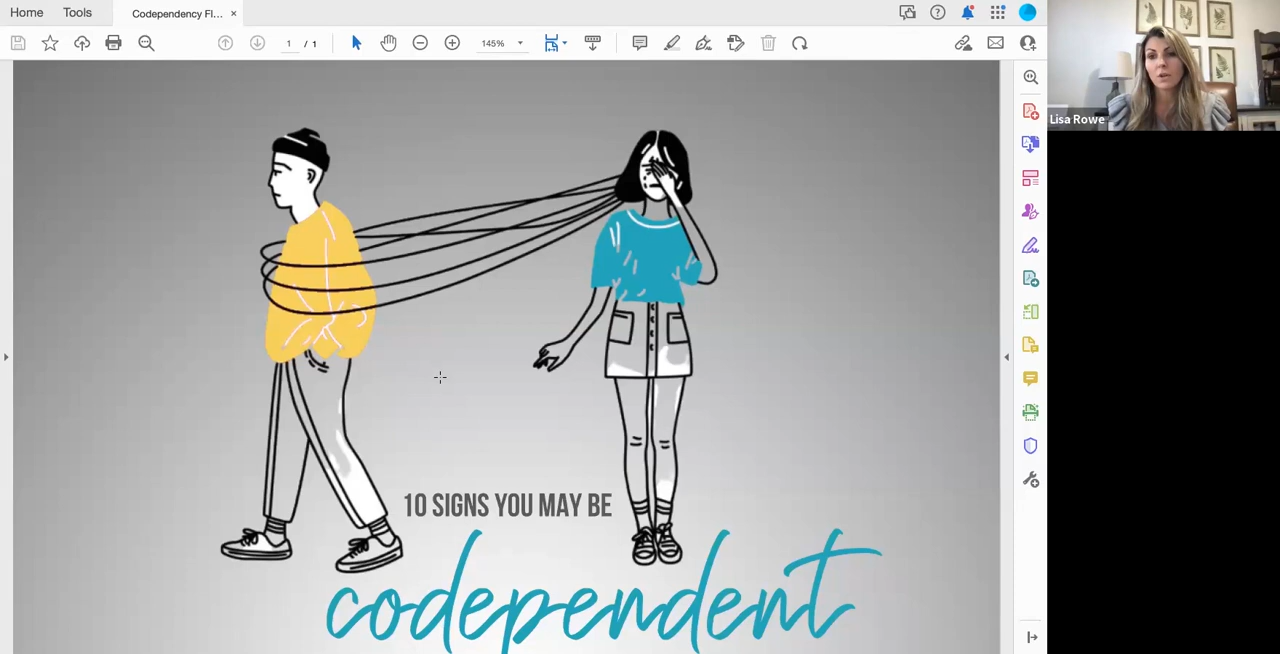 Home Tools Codependency Fl... ×
1 / 1 145%
Lisa Rowe
10 SIGNS YOU MAY BE
codependent